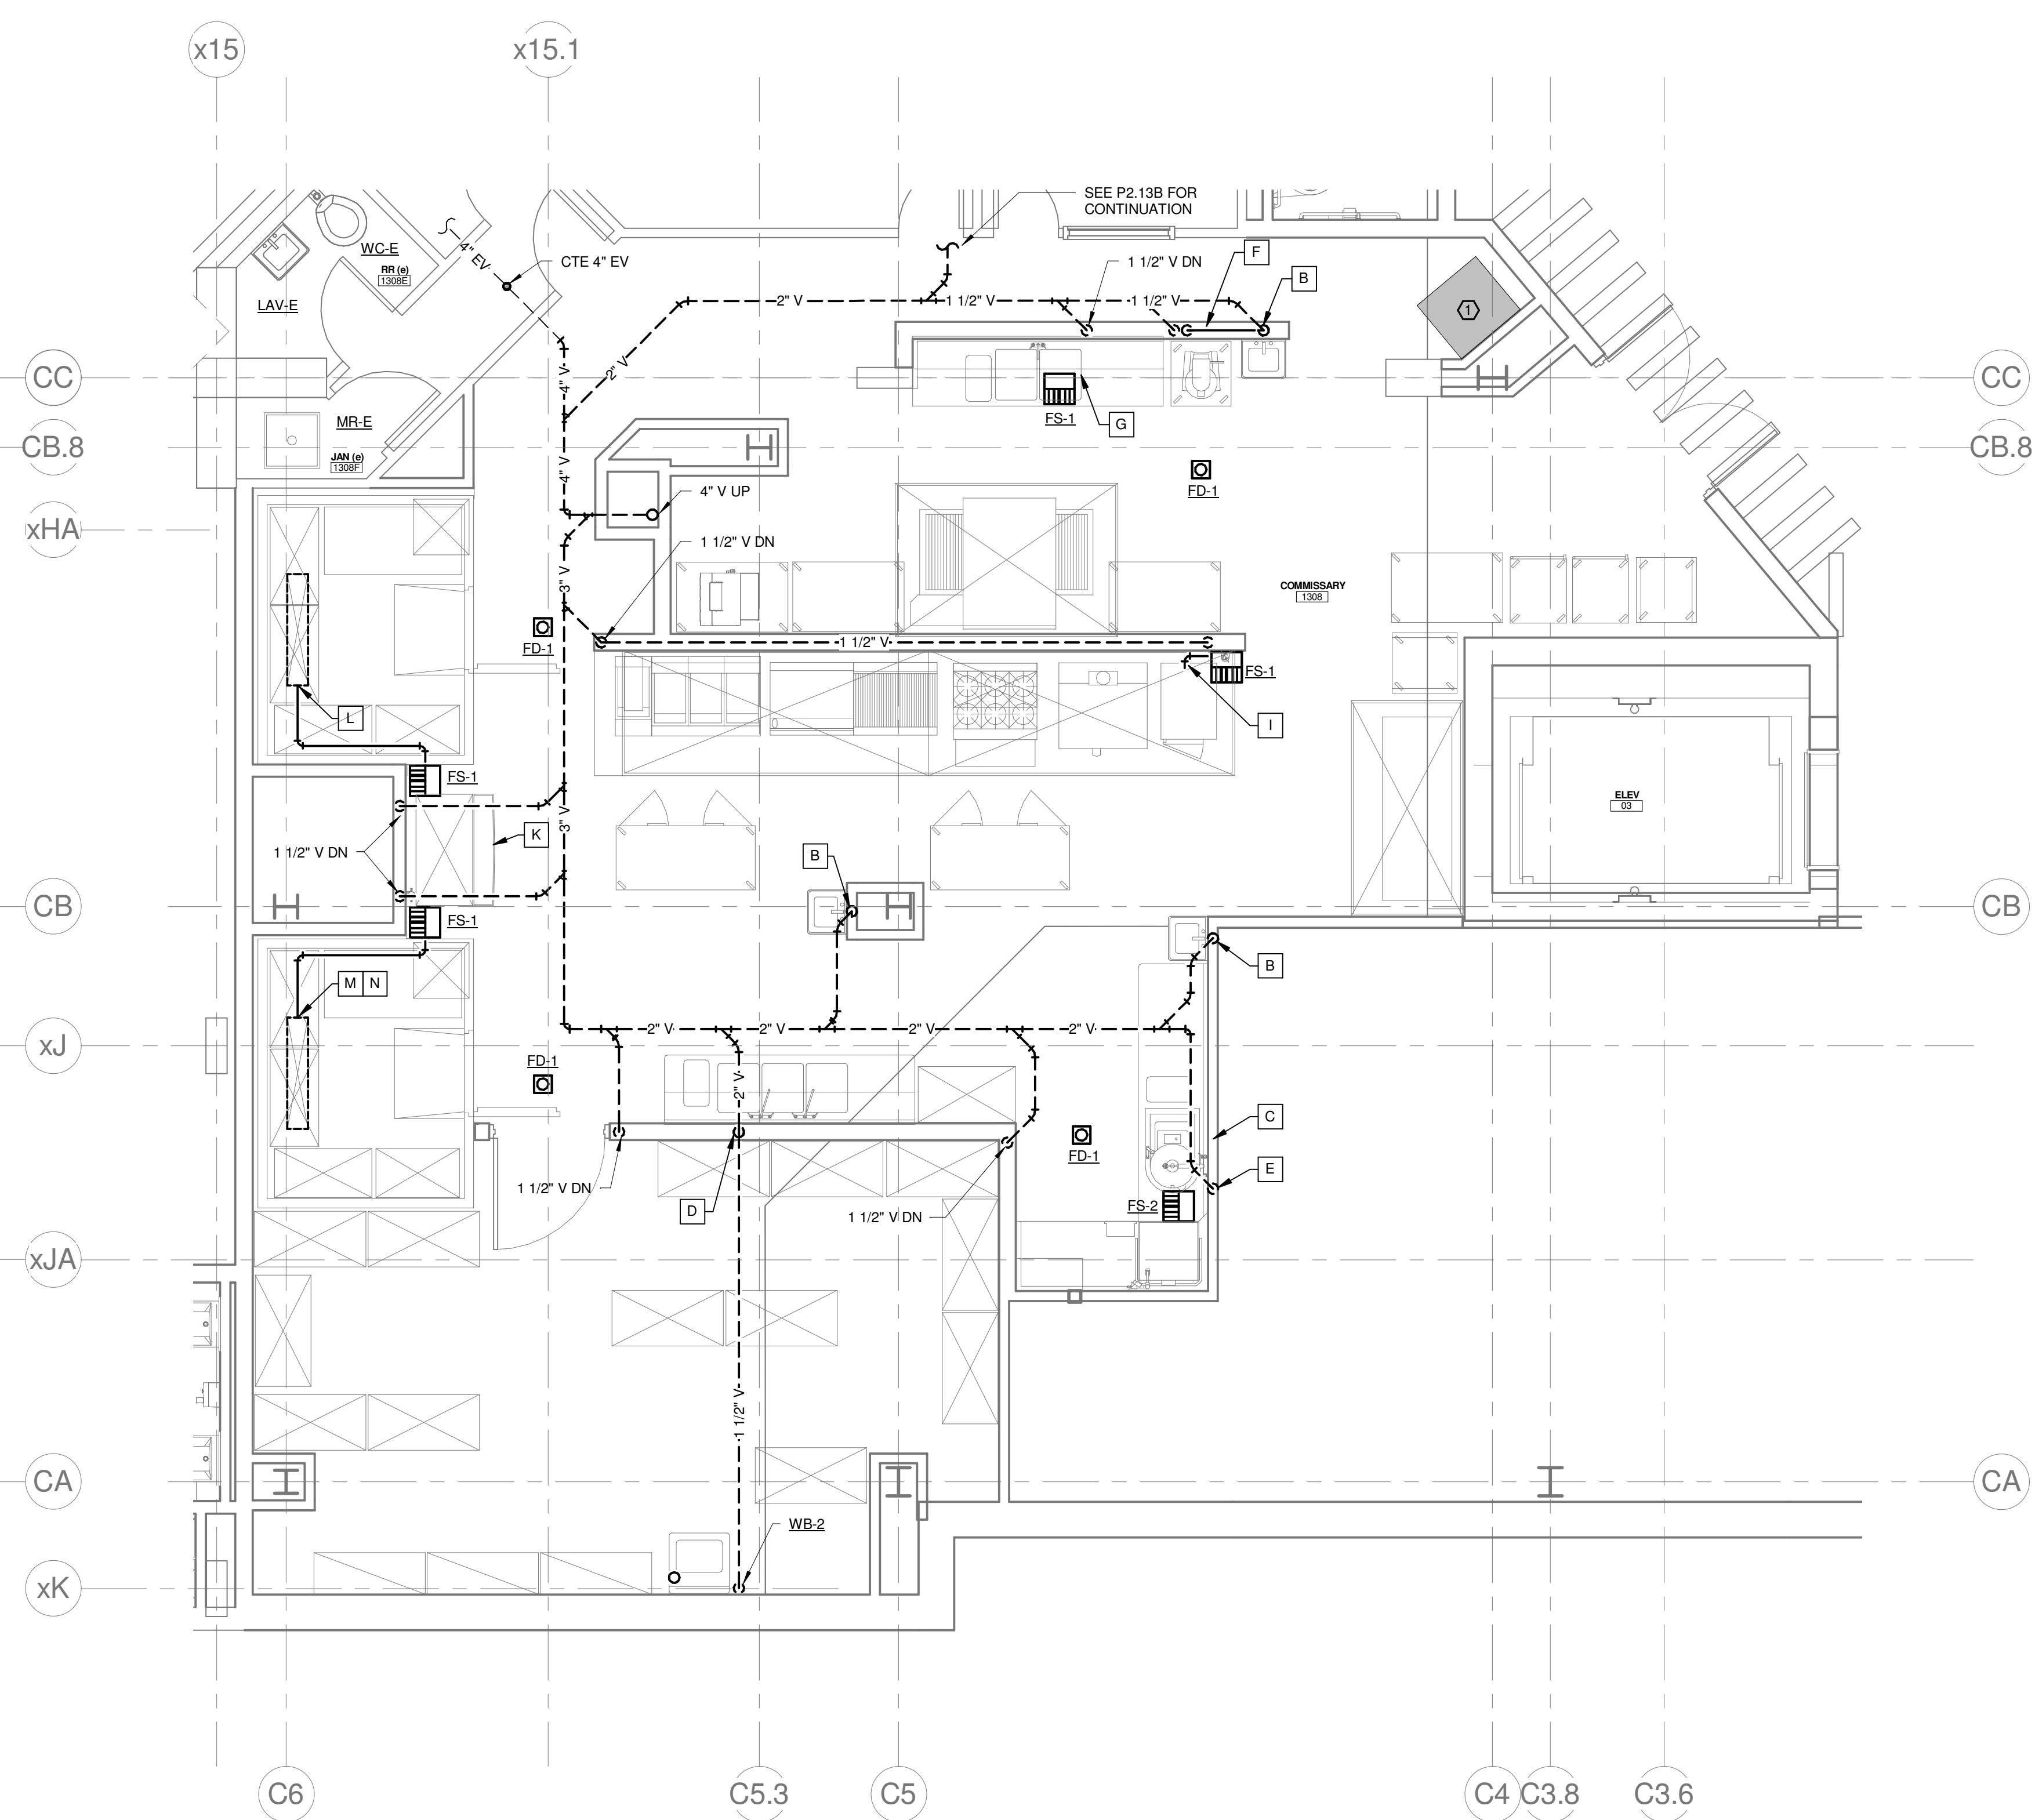 x15
x15.1
SEE P2.13B FOR
CONTINUATION
WC-E
RR (e)
1308E
4" EV
CTE 4" EV
1 1/2" V DN
F
B
LAV-E
2" V
1 1/2" V
1 1/2" V
1
2" V
4" V
CC
CC
FS-1
G
MR-E
CB.8
CB.8
JAN (e)
1308F
4" V
FD-1
4" V UP
xHA
1 1/2" V DN
3" V
COMMISSARY
1308
FD-1
1 1/2" V
FS-1
L
I
FS-1
ELEV
03
3" V
K
1 1/2" V DN
B
CB
CB
FS-1
B
M
N
2" V
2" V
2" V
2" V
xJ
FD-1
2" V
C
FD-1
E
1 1/2" V DN
D
1 1/2" V DN
FS-2
xJA
1 1/2" V
CA
CA
WB-2
xK
C6
C5.3
C5
C4
C3.8
C3.6